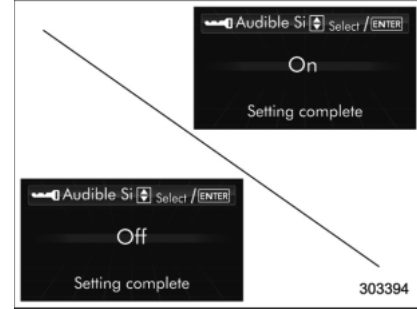 Audible Si Select / ENTER
On
Setting complete
Audible Si Select / ENTER
Off
Setting complete
303394